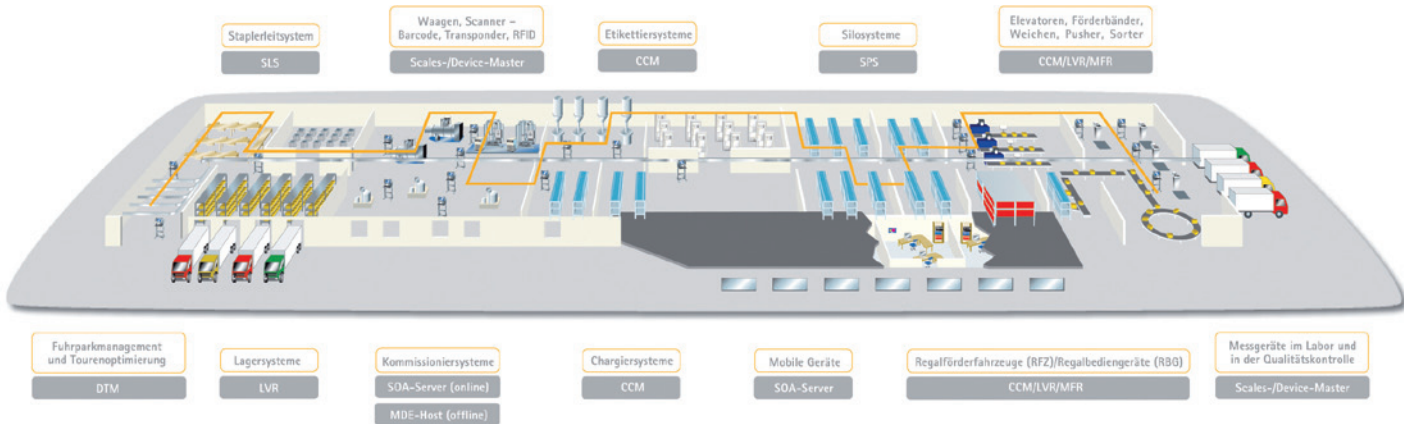 Staplerleitsystem
SLS
Waagen, Scanner –
Barcode, Transponder, RFID
Scales-/Device-Master
Etikettiersysteme
CCM
Silosysteme
SPS
Elevatoren, Förderbänder,
Weichen, Pusher, Sorter
CCM/LVR/MFR
Fuhrparkmanagement
und Tourenoptimierung
DTM
Lagersysteme
LVR
Kommissioniersysteme
SOA-Server (online)
MDE-Host (offline)
Chargiersysteme
CCM
Mobile Geräte
SOA-Server
Regalförderfahrzeuge (RFZ)/Regalbediengeräte (RBG)
CCM/LVR/MFR
Messgeräte im Labor und
in der Qualitätskontrolle
Scales-/Device-Master